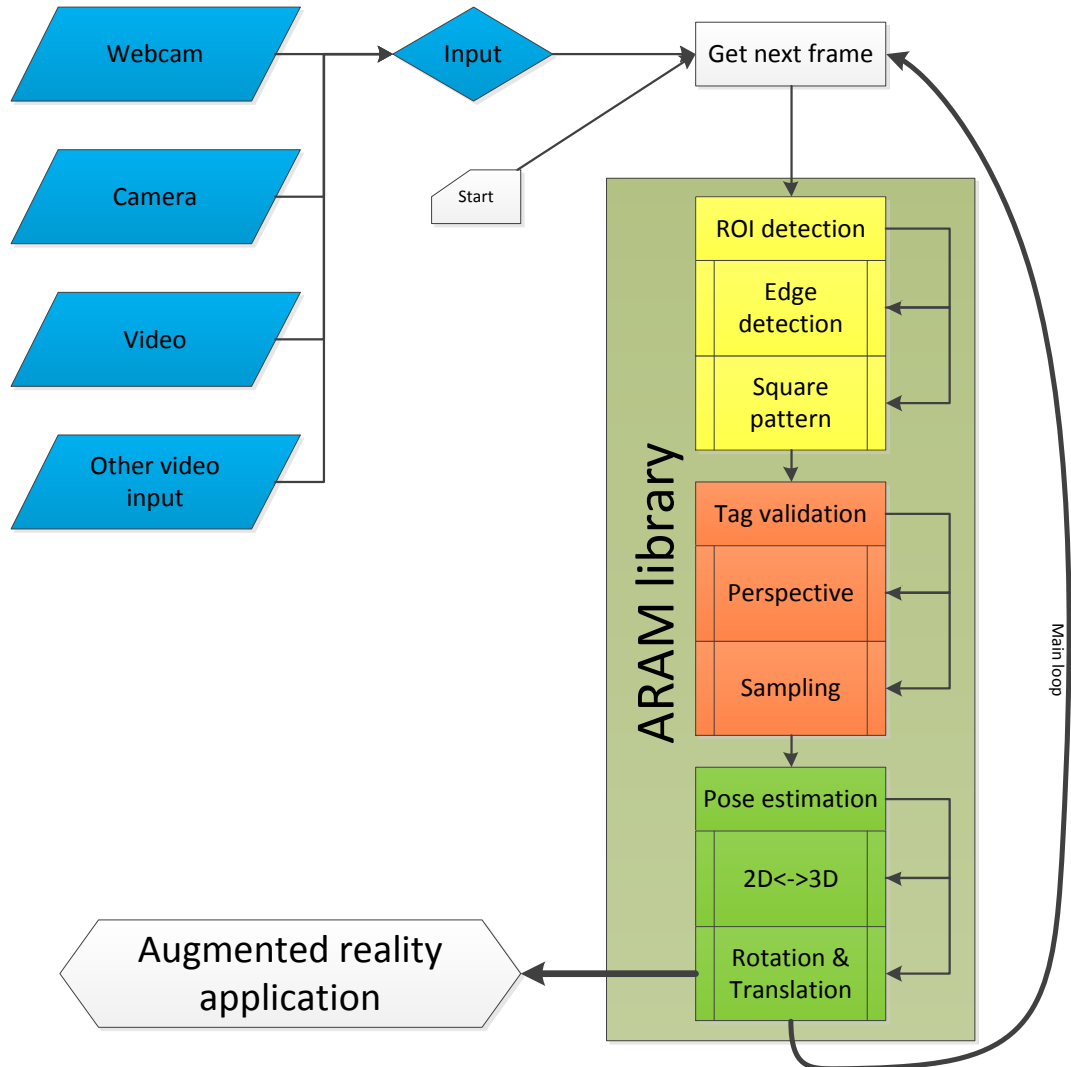 Webcam
Input
Get next frame
Camera
Start
Video
Other video
input
ARAM library
ROI detection
Edge
detection
Square
pattern
Tag validation
Perspective
Sampling
Pose estimation
2D<->3D
Rotation &
Translation
Main loop
Augmented reality
application